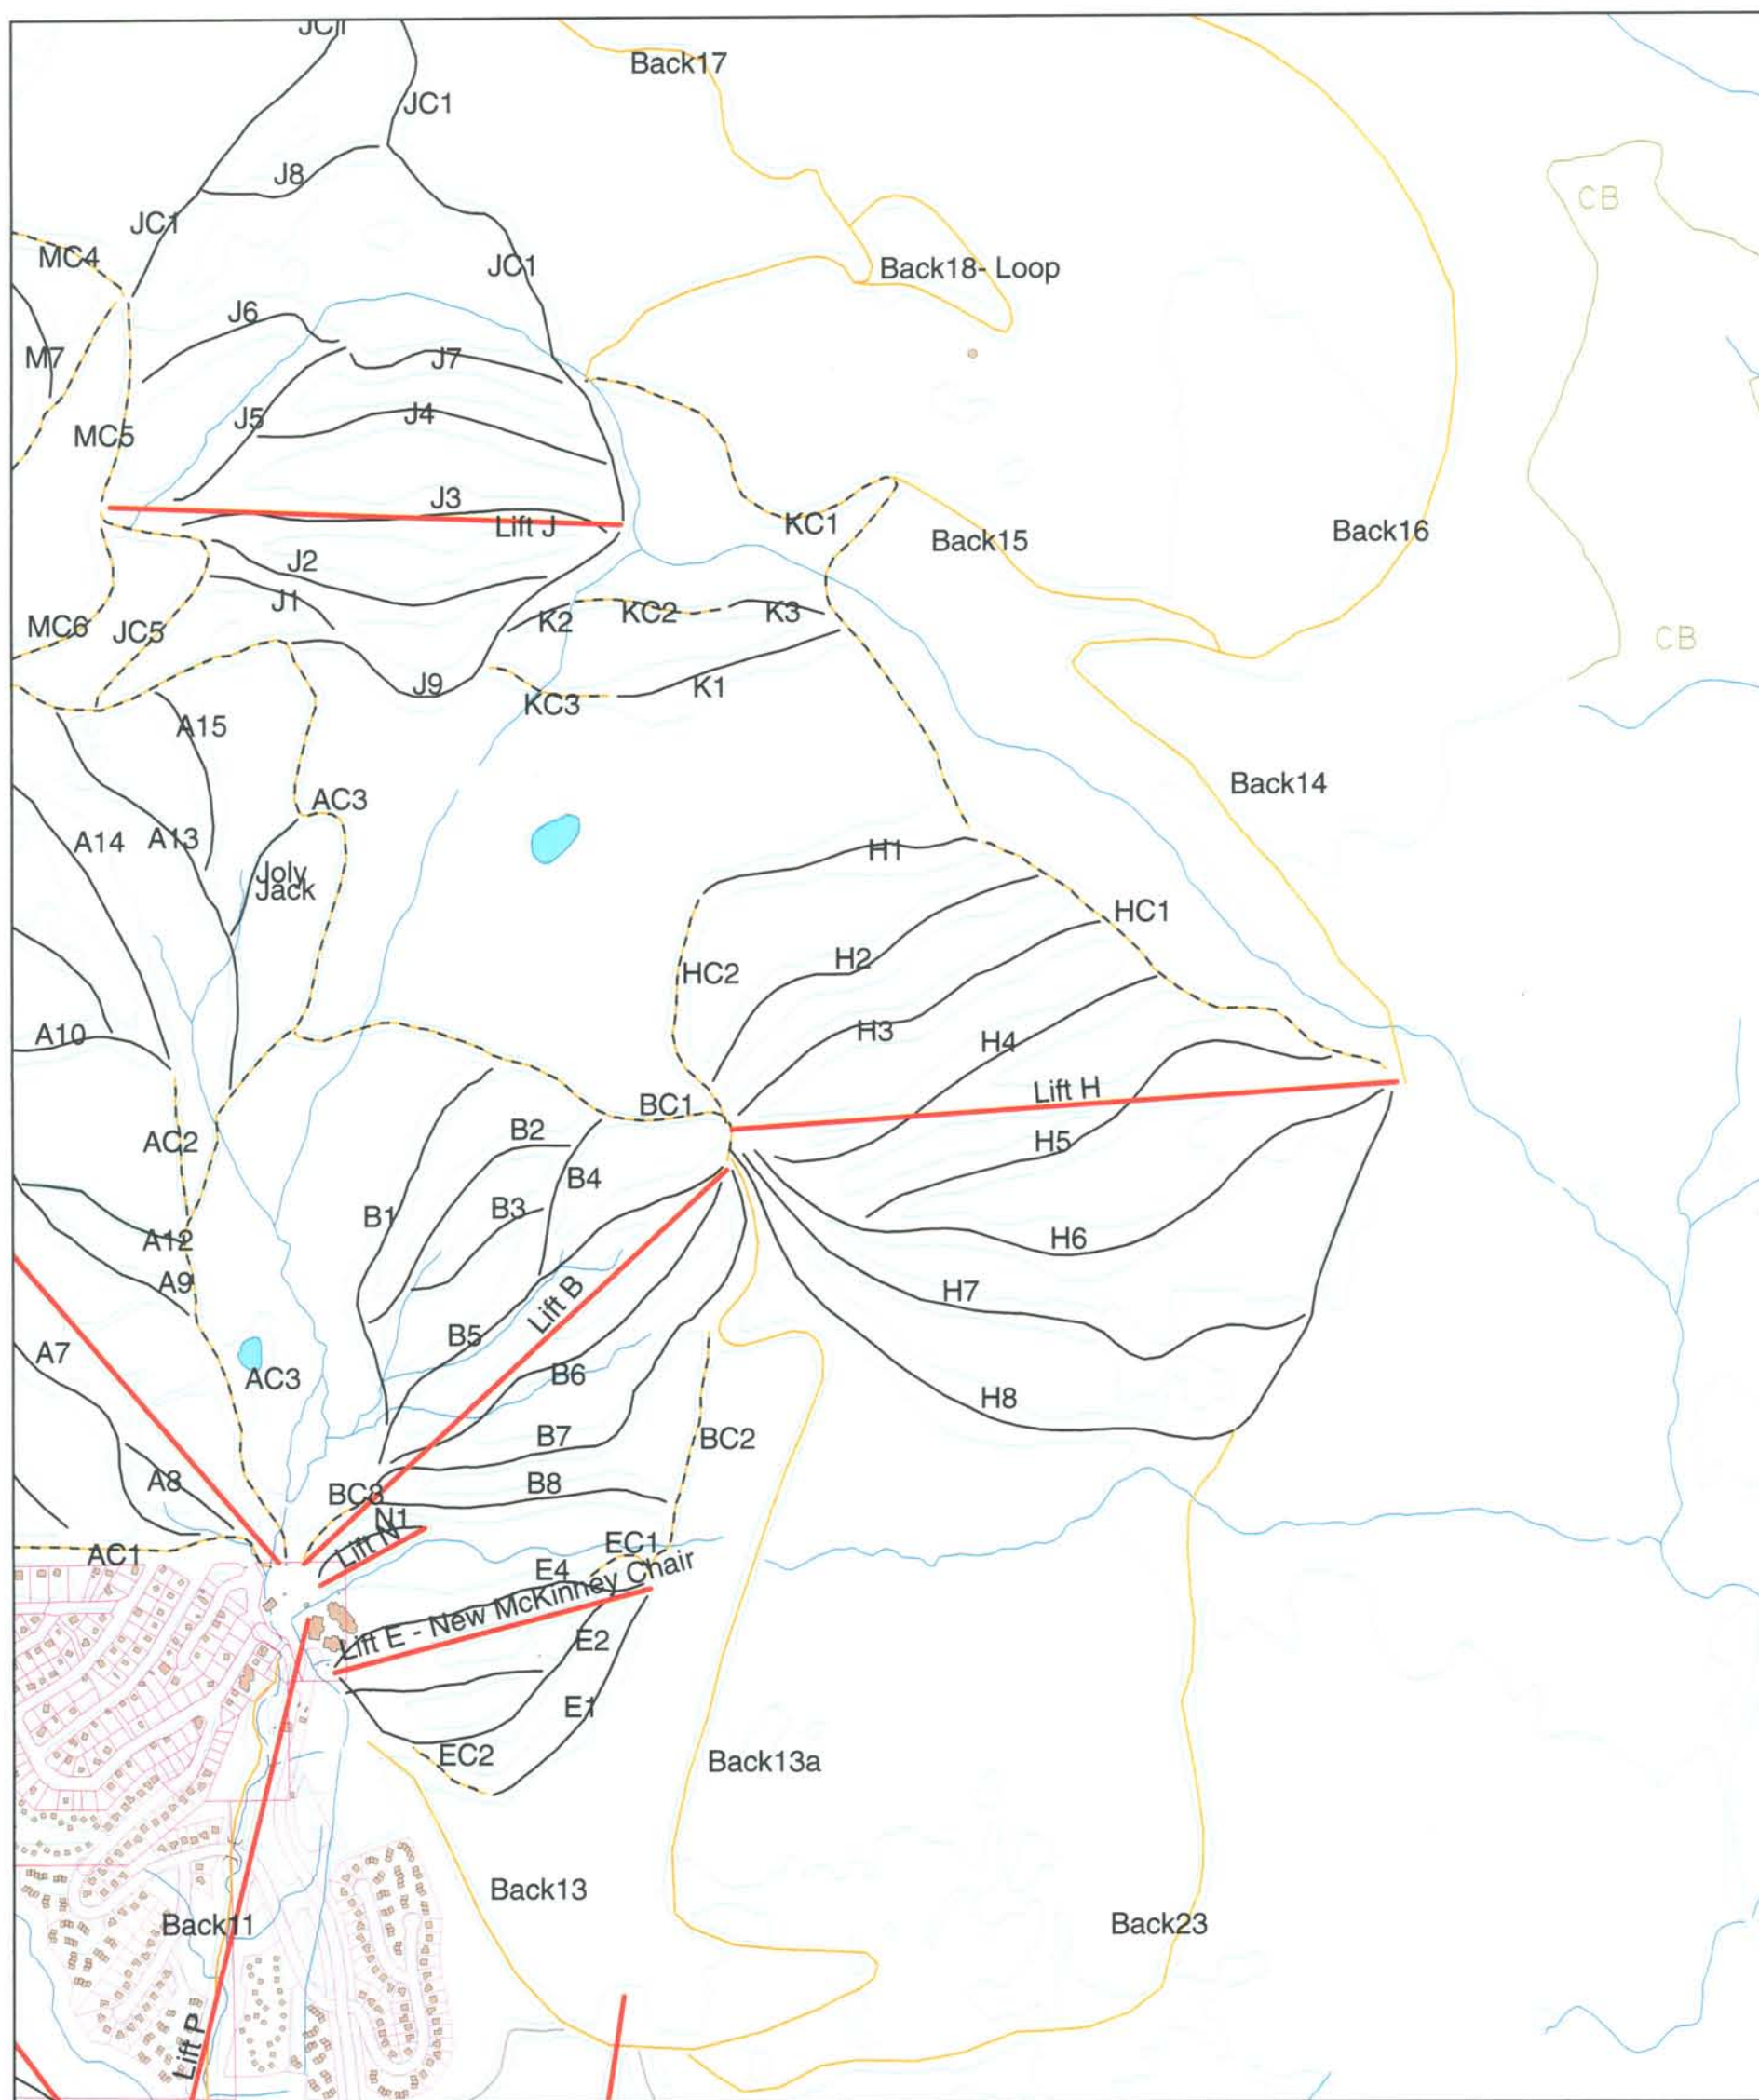 JC1
Back17
JC1
J8
CB
JC1
MC4
JC1
Back18- Loop
J6
M7
J7
J5
J4
MC5
J3
Lift J
KC1
Back15
Back16
J2
J1
MC6
JC5
K2
KC2
K3
CB
J9
K1
KC3
A15
Back14
AC3
A14
A13
H1
Joly
Jack
HC1
H2
HC2
A10
H3
H4
Lift H
BC1
B2
AC2
H5
B4
B3
B1
A12
H6
A9
H7
Lift B
B5
A7
AC3
B6
H8
B7
BC2
A8
B8
BC3
N1
Lift N
EC1
AC1
E4
Lift E - New McKinney Chair
E2
E1
EC2
Back13a
Back13
Back11
Back23
Lift P